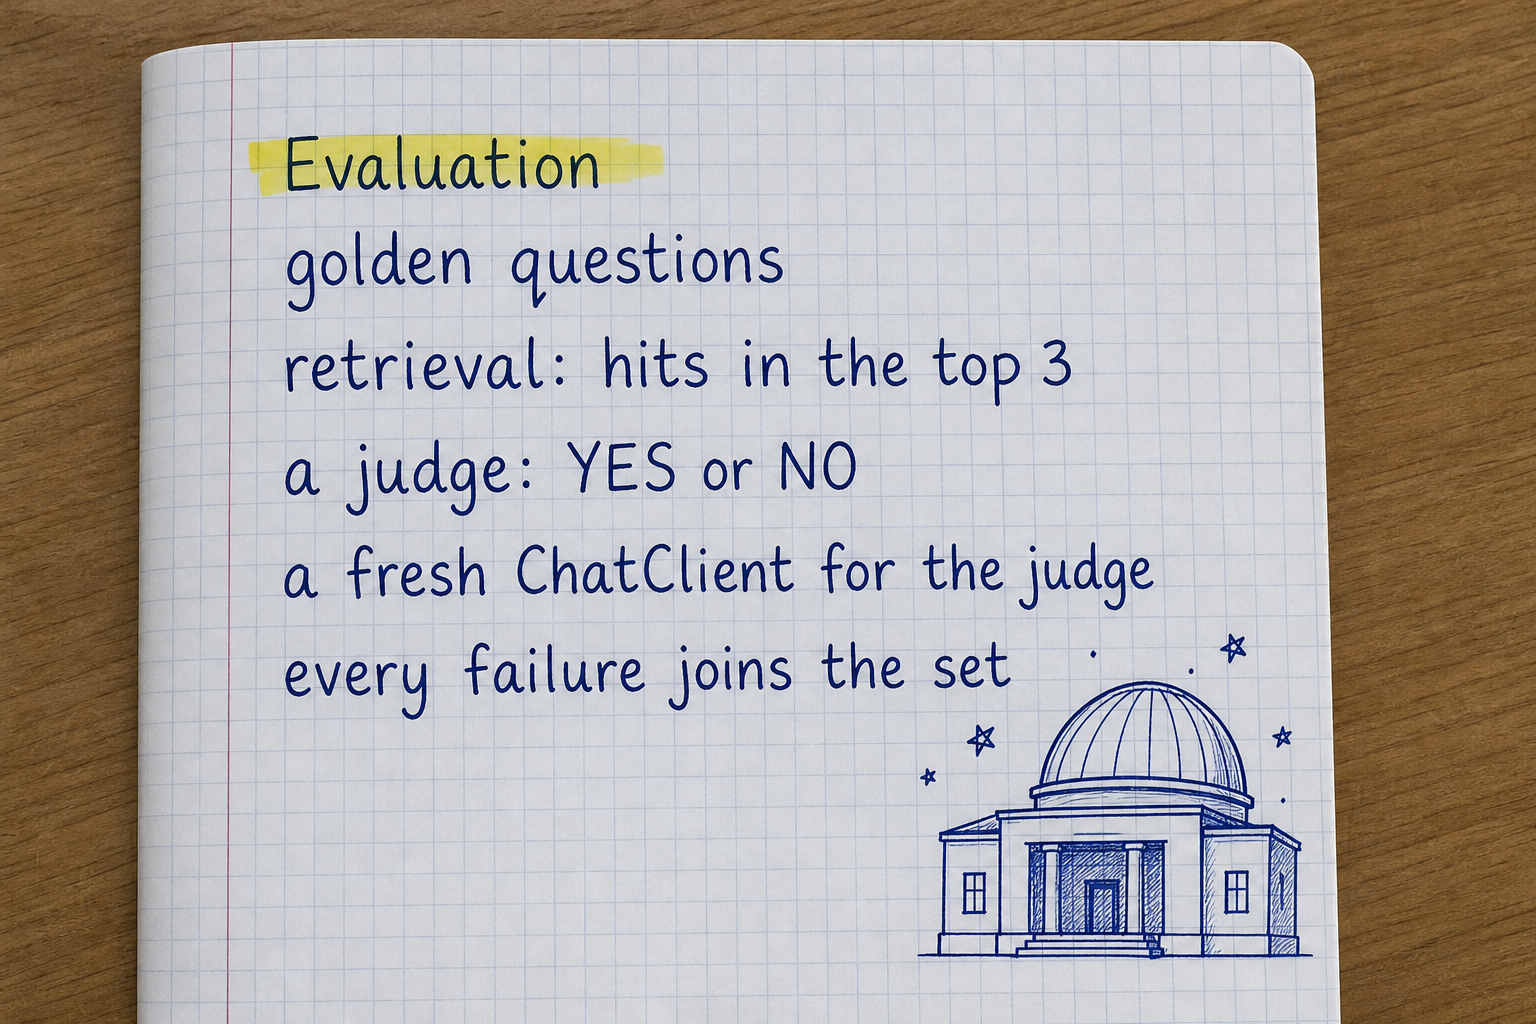 Evaluation
golden questions
retrieval: hits in the top 3
a judge: YES or NO
a fresh ChatClient for the judge
every failure joins the set